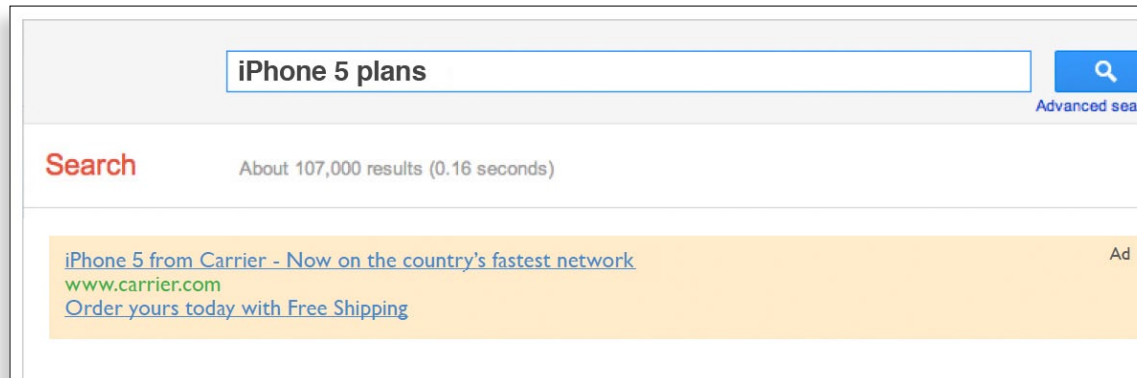 iPhone 5 plans
Advanced sea
Search
About 107,000 results (0.16 seconds)
iPhone 5 from Carrier - Now on the country's fastest network
Ad
www.carrier.com
Order yours today with Free Shipping